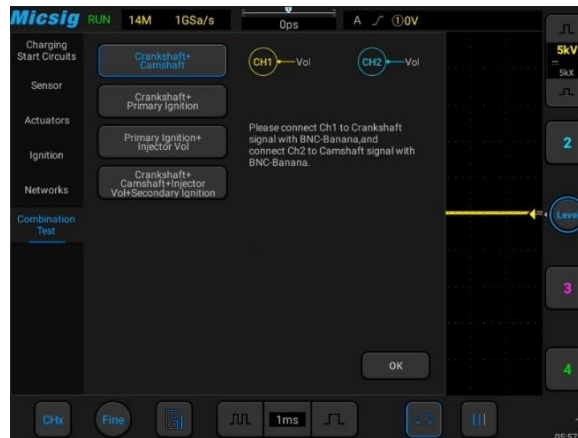 Micsig RUN 14M 1GSa/s 0ps A ①0V
Charging
Start Circuits
Sensor
Actuators
Ignition
Networks
Combination
Test
Crankshaft+
Camshaft
Crankshaft+
Primary Ignition
Primary Ignition+
Injector Vol
Crankshaft+
Camshaft+Injector
Vol+Secondary Ignition
CH1 Vol
CH2 Vol
Please connect Ch1 to Crankshaft
signal with BNC-Banana,and
connect Ch2 to Camshaft signal with
BNC-Banana.
OK
5kV
5kX
2
Level
3
4
CHx
Fine
1ms
05:57